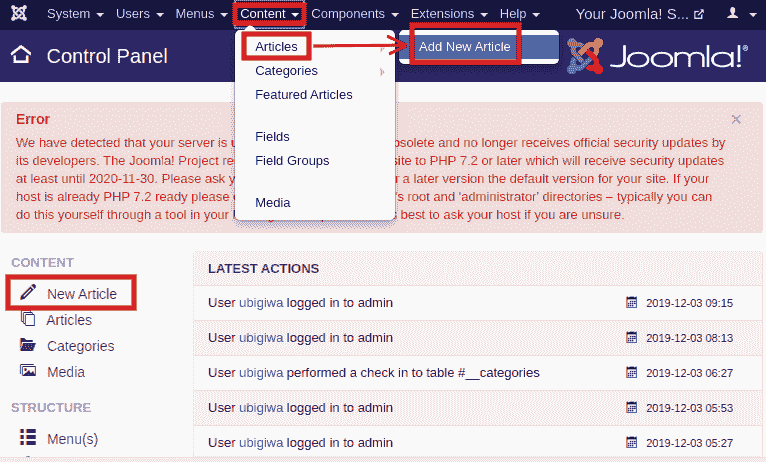 System Users Menus Content Components Extensions Help Your Joomla! S...
Control Panel
Articles
Add New Article
Joomla!®
Categories
Featured Articles
Fields
Field Groups
Media
Error
We have detected that your server is u bsolete and no longer receives official security updates by
its developers. The Joomla! Project re site to PHP 7.2 or later which will receive security updates
at least until 2020-11-30. Please ask y r a later version the default version for your site. If your
host is already PHP 7.2 ready please e 's root and 'administrator' directories – typically you can
do this yourself through a tool in your best to ask your host if you are unsure.
CONTENT
New Article
Articles
Categories
Media
STRUCTURE
Menu(s)
LATEST ACTIONS
User ubigiwa logged in to admin 2019-12-03 09:15
User ubigiwa logged in to admin 2019-12-03 08:13
User ubigiwa performed a check in to table #__categories 2019-12-03 06:27
User ubigiwa logged in to admin 2019-12-03 05:53
User ubigiwa logged in to admin 2019-12-03 05:27